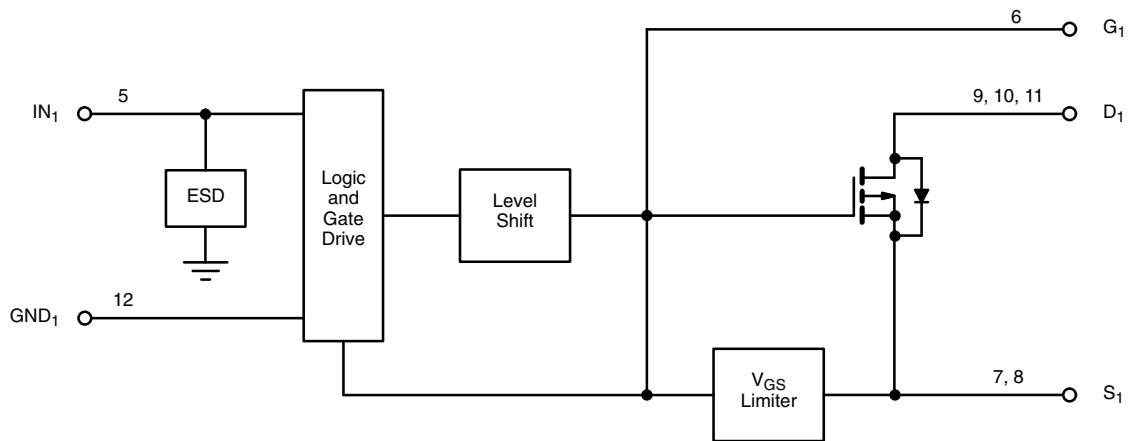 6
G₁
9, 10, 11
D₁
5
IN₁
ESD
Logic
and
Gate
Drive
Level
Shift
12
GND₁
V_GS
Limiter
7, 8
S₁